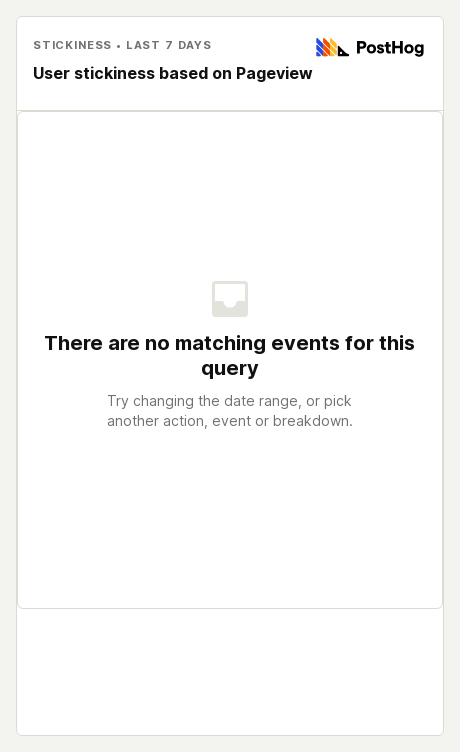 STICKINESS • LAST 7 DAYS
PostHog
User stickiness based on Pageview
There are no matching events for this
query
Try changing the date range, or pick
another action, event or breakdown.